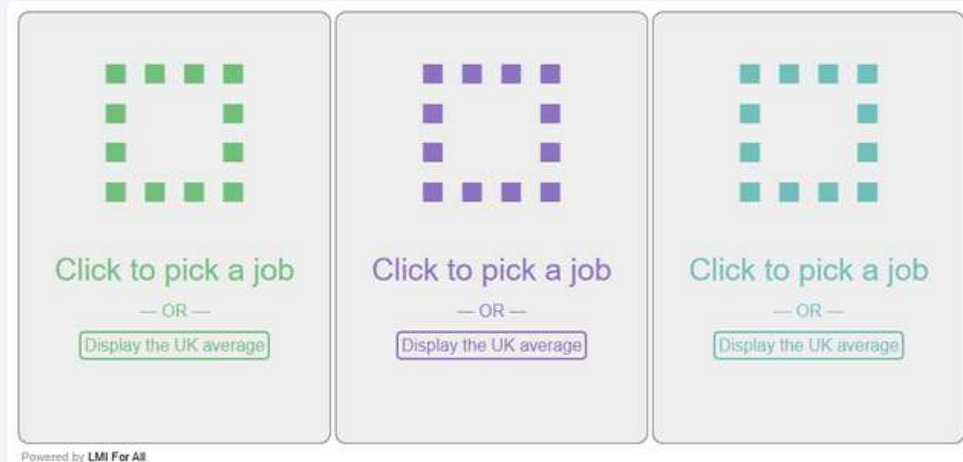 Click to pick a job
— OR —
Display the UK average
Click to pick a job
— OR —
Display the UK average
Click to pick a job
— OR —
Display the UK average
Powered by LMI For All